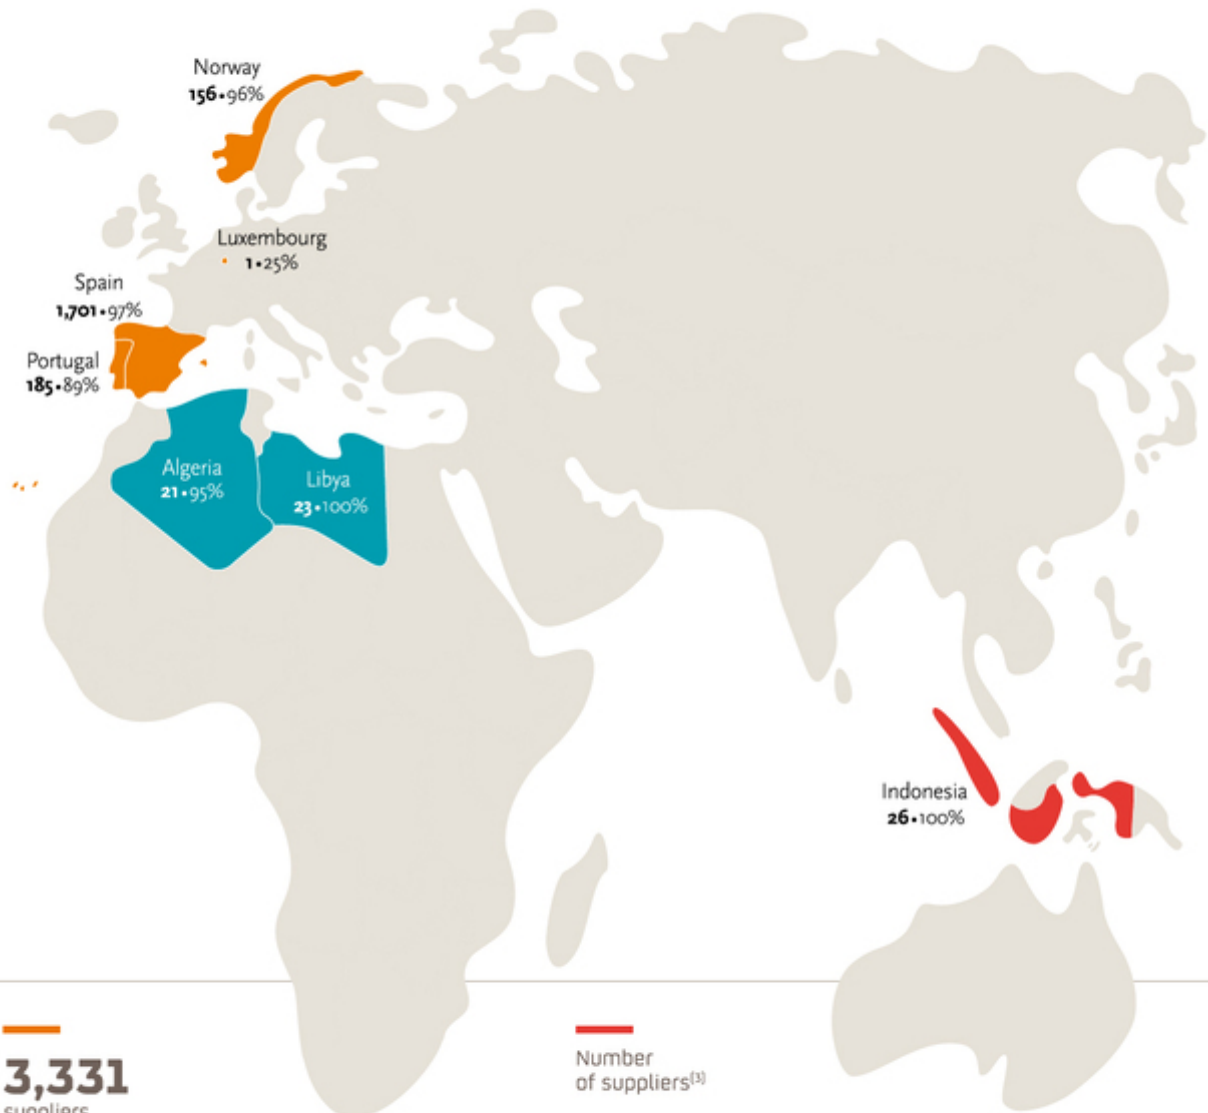 Norway
156•96%
Luxembourg
1•25%
Spain
1,701•97%
Portugal
185•89%
Algeria
21•95%
Libya
23•100%
Indonesia
26•100%
3,331
suppliers
Number
of suppliers(3)